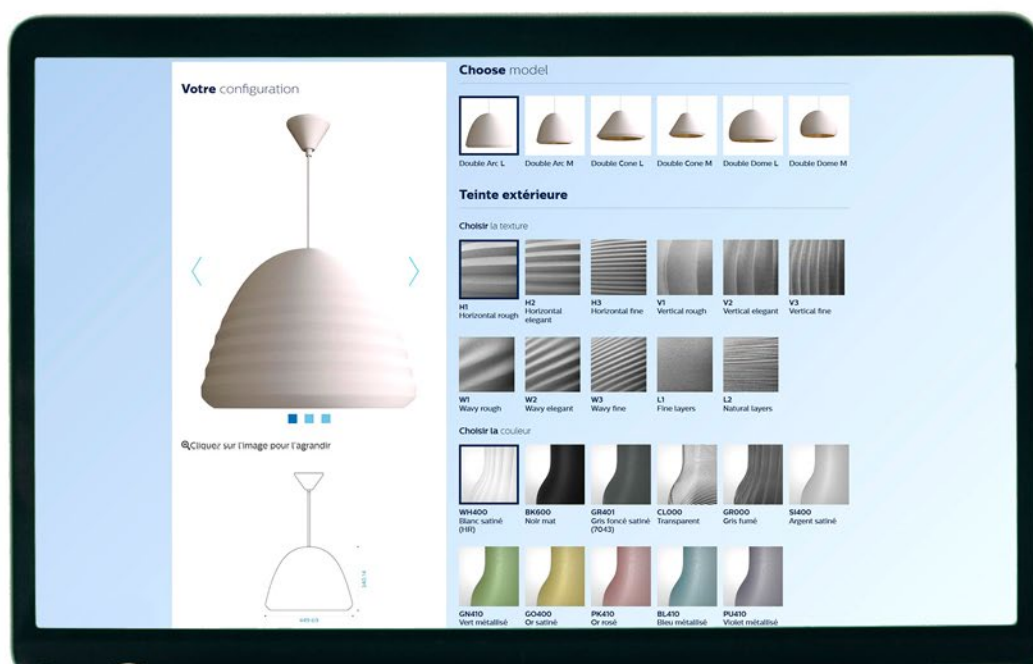 Votre configuration
Cliquez sur l'image pour l'agrandir
Choose model
Double Arc L
Double Arc M
Double Cone L
Double Cone M
Double Dome L
Double Dome M
Teinte extérieure
Choisir la texture
H1
Horizontal rough
H2
Horizontal
elegant
H3
Horizontal fine
V1
Vertical rough
V2
Vertical elegant
V3
Vertical fine
W1
Wavy rough
W2
Wavy elegant
W3
Wavy fine
L1
Fine layers
L2
Natural layers
Choisir la couleur
WH400
Blanc satiné
(HR)
BK600
Noir mat
GR401
Gris foncé satiné
(7043)
CL000
Transparent
GR000
Gris fumé
SI400
Argent satiné
GN410
Vert métallisé
GO400
Or satiné
PK410
Or rosé
BL410
Bleu métallisé
PU410
Violet métallisé